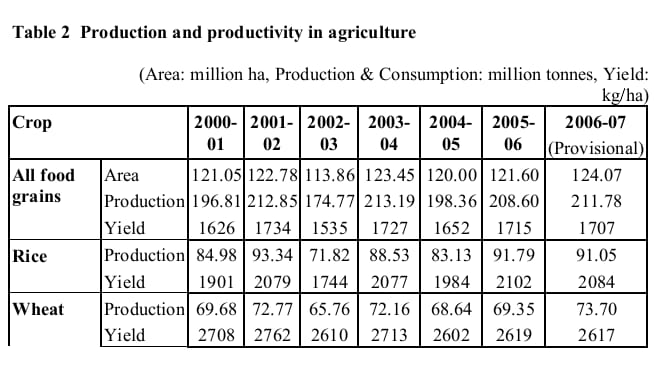 Table 2 Production and productivity in agriculture
(Area: million ha, Production & Consumption: million tonnes, Yield:
kg/ha)
Crop 2000- 2001- 2002- 2003- 2004- 2005- 2006-07
01 02 03 04 05 06 (Provisional)
All food Area 121.05 122.78 113.86 123.45 120.00 121.60 124.07
grains Production 196.81 212.85 174.77 213.19 198.36 208.60 211.78
Yield 1626 1734 1535 1727 1652 1715 1707
Rice Production 84.98 93.34 71.82 88.53 83.13 91.79 91.05
Yield 1901 2079 1744 2077 1984 2102 2084
Wheat Production 69.68 72.77 65.76 72.16 68.64 69.35 73.70
Yield 2708 2762 2610 2713 2602 2619 2617